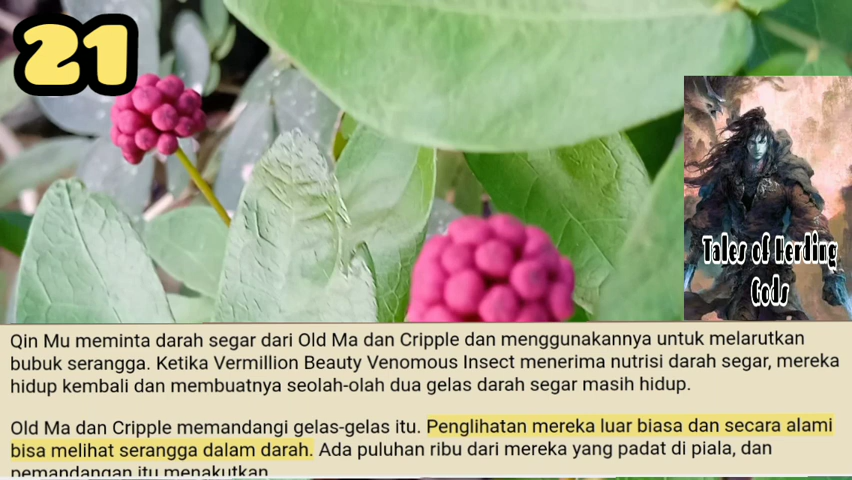 21
Tales of Herding
Gods
Qin Mu meminta darah segar dari Old Ma dan Cripple dan menggunakannya untuk melarutkan
bubuk serangga. Ketika Vermillion Beauty Venomous Insect menerima nutrisi darah segar, mereka
hidup kembali dan membuatnya seolah-olah dua gelas darah segar masih hidup.
Old Ma dan Cripple memandangi gelas-gelas itu. Penglihatan mereka luar biasa dan secara alami
bisa melihat serangga dalam darah. Ada puluhan ribu dari mereka yang padat di piala, dan
pemandangan itu menakutkan